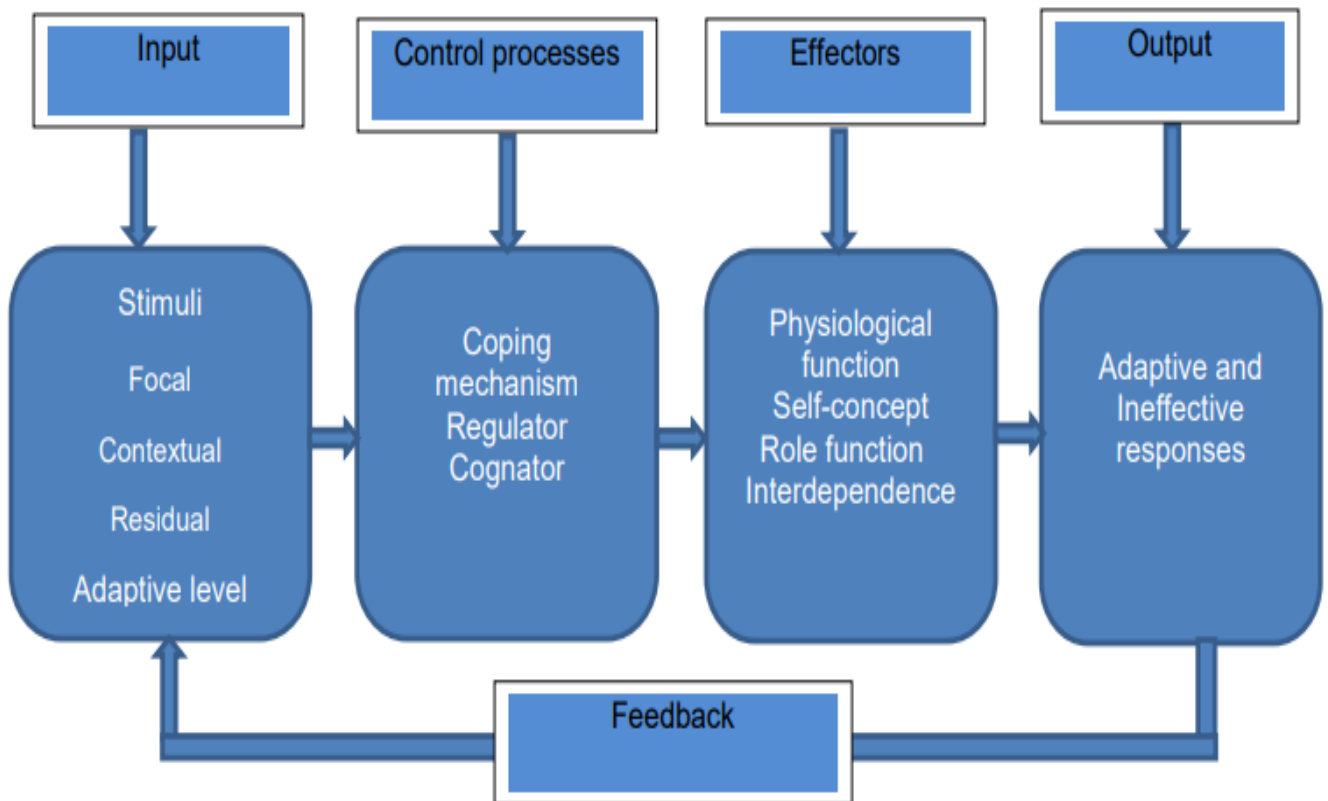 Input
Control processes
Effectors
Output
Stimuli
Focal
Contextual
Residual
Adaptive level
Coping
mechanism
Regulator
Cognator
Physiological
function
Self-concept
Role function
Interdependence
Adaptive and
Ineffective
responses
Feedback